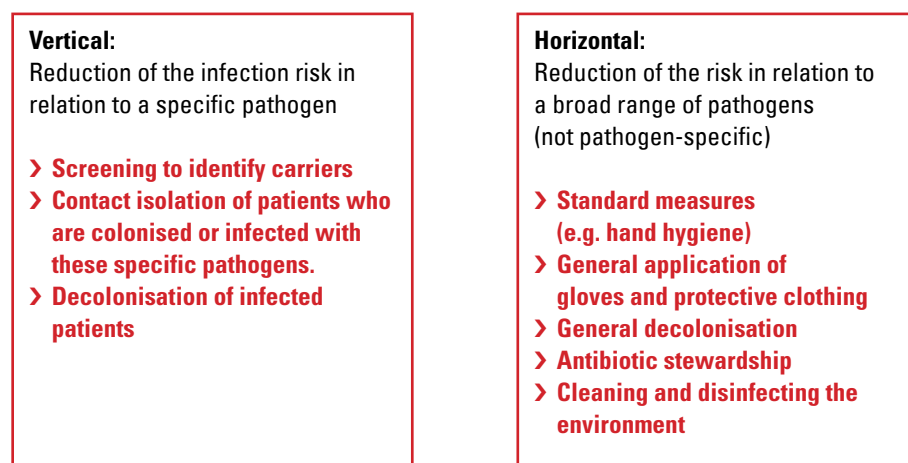 Vertical:
Reduction of the infection risk in
relation to a specific pathogen
❯ Screening to identify carriers
❯ Contact isolation of patients who
are colonised or infected with
these specific pathogens.
❯ Decolonisation of infected
patients
Horizontal:
Reduction of the risk in relation to
a broad range of pathogens
(not pathogen-specific)
❯ Standard measures
(e.g. hand hygiene)
❯ General application of
gloves and protective clothing
❯ General decolonisation
❯ Antibiotic stewardship
❯ Cleaning and disinfecting the
environment